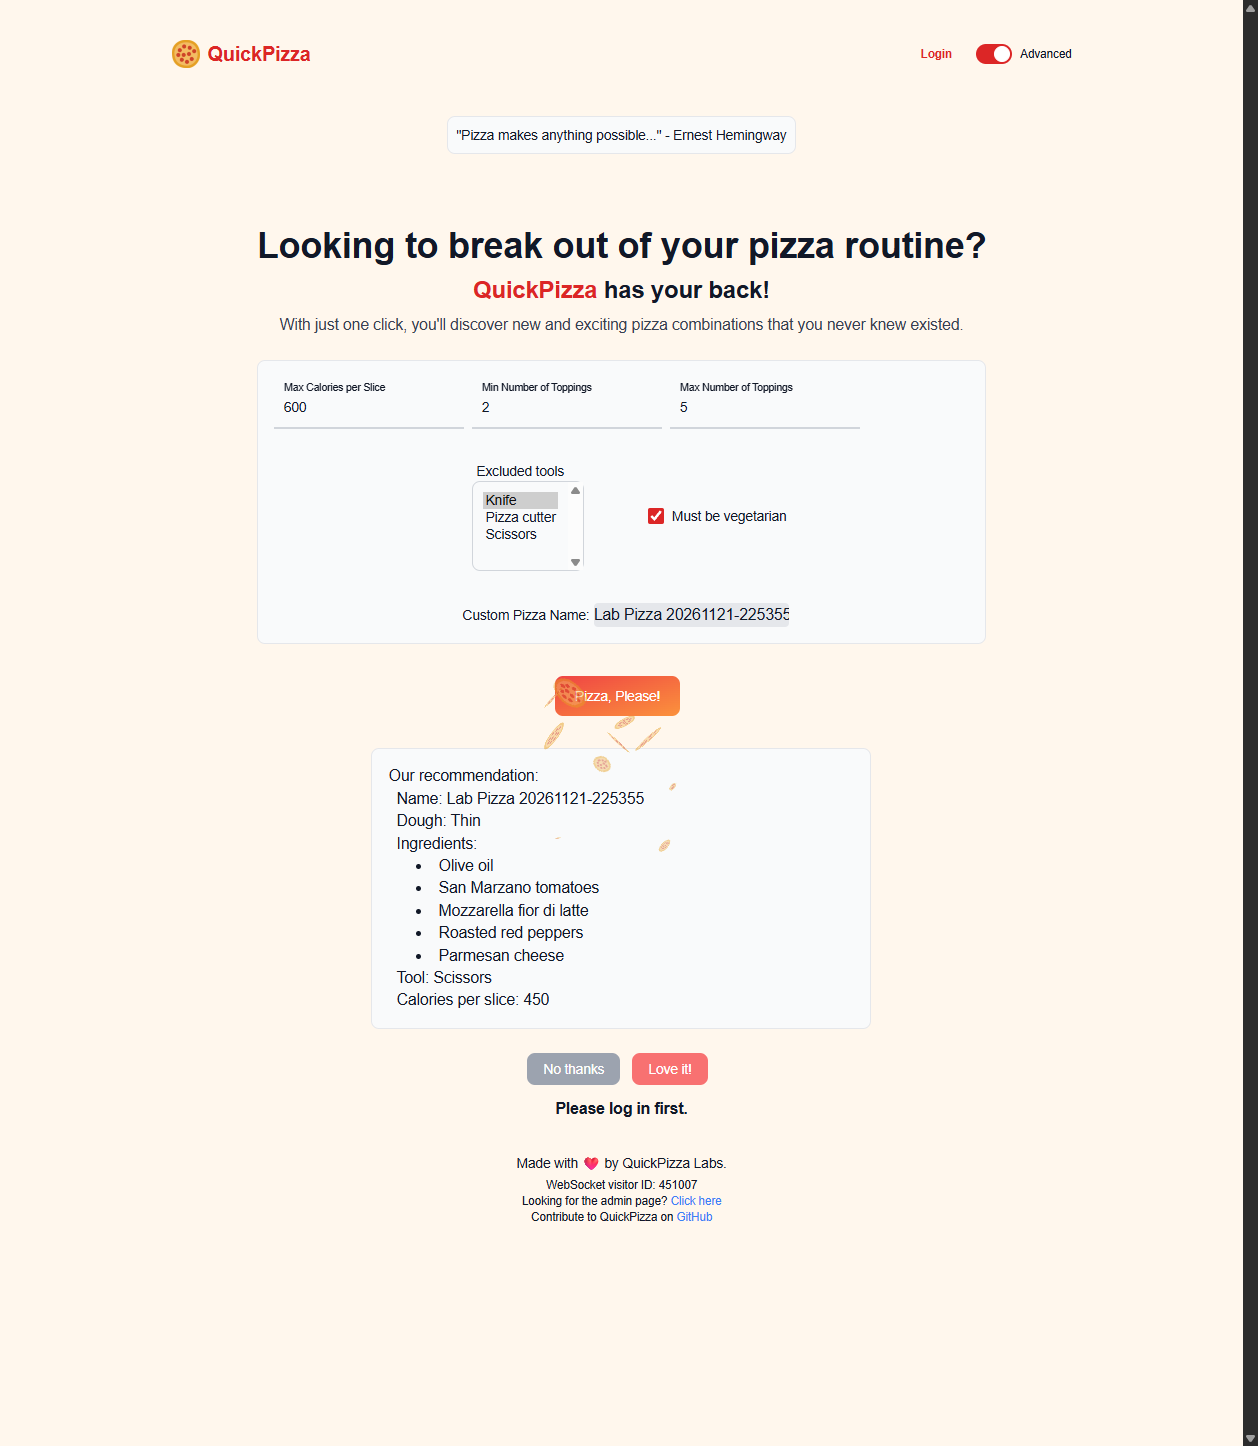 QuickPizza
Login
Advanced
"Pizza makes anything possible..." - Ernest Hemingway
Looking to break out of your pizza routine?
QuickPizza has your back!
With just one click, you'll discover new and exciting pizza combinations that you never knew existed.
Max Calories per Slice
600
Min Number of Toppings
2
Max Number of Toppings
5
Excluded tools
Knife
Pizza cutter
Scissors
Must be vegetarian
Custom Pizza Name: Lab Pizza 20261121-225355
Pizza, Please!
Our recommendation:
Name: Lab Pizza 20261121-225355
Dough: Thin
Ingredients:
Olive oil
San Marzano tomatoes
Mozzarella fior di latte
Roasted red peppers
Parmesan cheese
Tool: Scissors
Calories per slice: 450
No thanks
Love it!
Please log in first.
Made with ❤️ by QuickPizza Labs.
WebSocket visitor ID: 451007
Looking for the admin page? Click here
Contribute to QuickPizza on GitHub